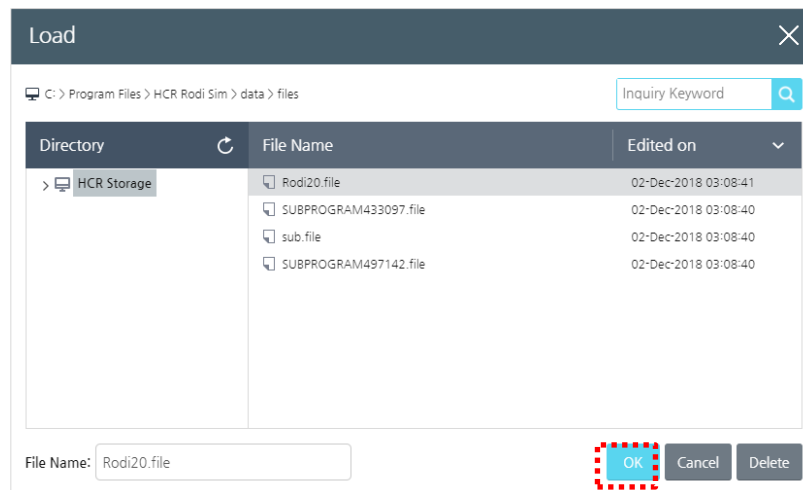 Load
C: > Program Files > HCR Rodi Sim > data > files
Inquiry Keyword
Directory File Name Edited on
HCR Storage Rodi20.file 02-Dec-2018 03:08:41
SUBPROGRAM433097.file 02-Dec-2018 03:08:40
sub.file 02-Dec-2018 03:08:40
SUBPROGRAM497142.file 02-Dec-2018 03:08:40
File Name: Rodi20.file OK Cancel Delete